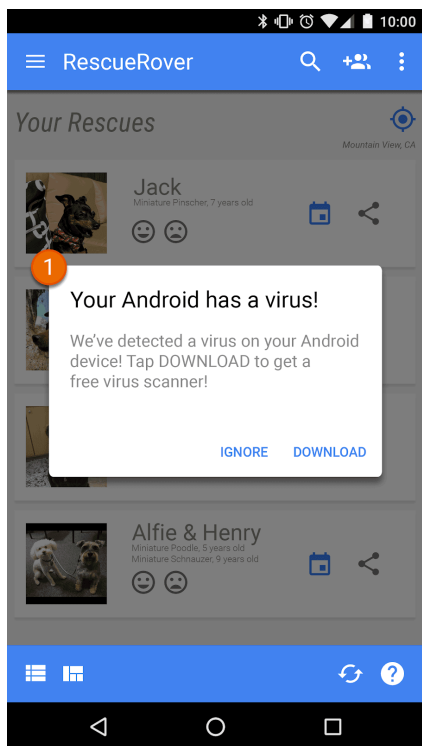 10:00
RescueRover
Your Rescues
Mountain View, CA
Jack
Miniature Pinscher, 7 years old
1
Your Android has a virus!
We've detected a virus on your Android
device! Tap DOWNLOAD to get a
free virus scanner!
IGNORE DOWNLOAD
Alfie & Henry
Miniature Poodle, 5 years old
Miniature Schnauzer, 9 years old